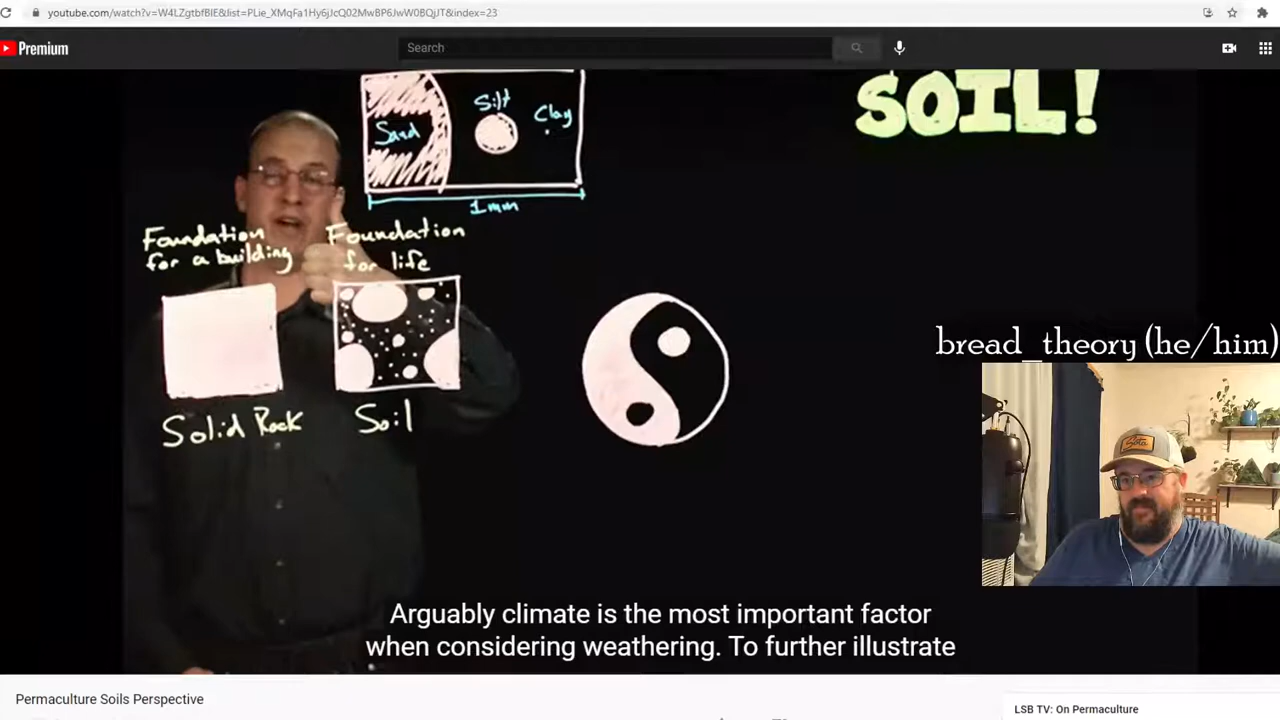 youtube.com/watch?v=W4LZgtbfBlE&list=PLie_XMqFa1Hy6jJcQ02MwBP6JwW0BQjJT&index=23
Premium
Search
SOIL!
Sand
Silt
Clay
1mm
Foundation
for a building
Foundation
for life
Solid Rock
Soil
bread_theory (he/him)
Sota
Arguably climate is the most important factor
when considering weathering. To further illustrate
Permaculture Soils Perspective
LSB TV: On Permaculture